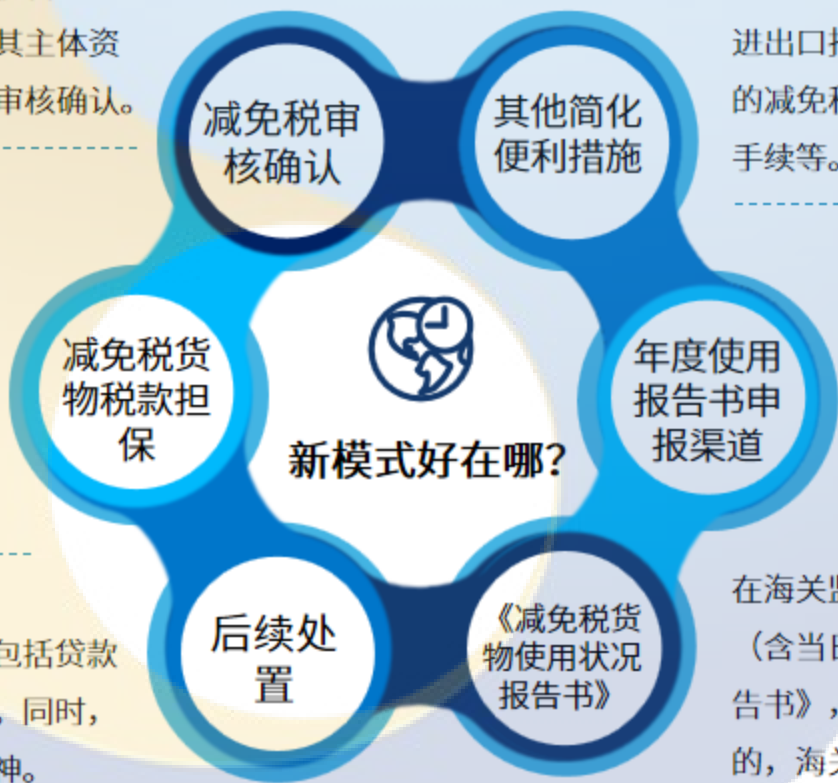 其主体资
审核确认。
减免税审
核确认
其他简化
便利措施
进出口
的减免
手续等。
减免税货
物税款担
保
新模式好在哪？
年度使用
报告书申
报渠道
后续处
置
《减免税货
物使用状况
报告书》
包括贷款
，同时，
神。
在海关监
（含当
告书》，
的，海关